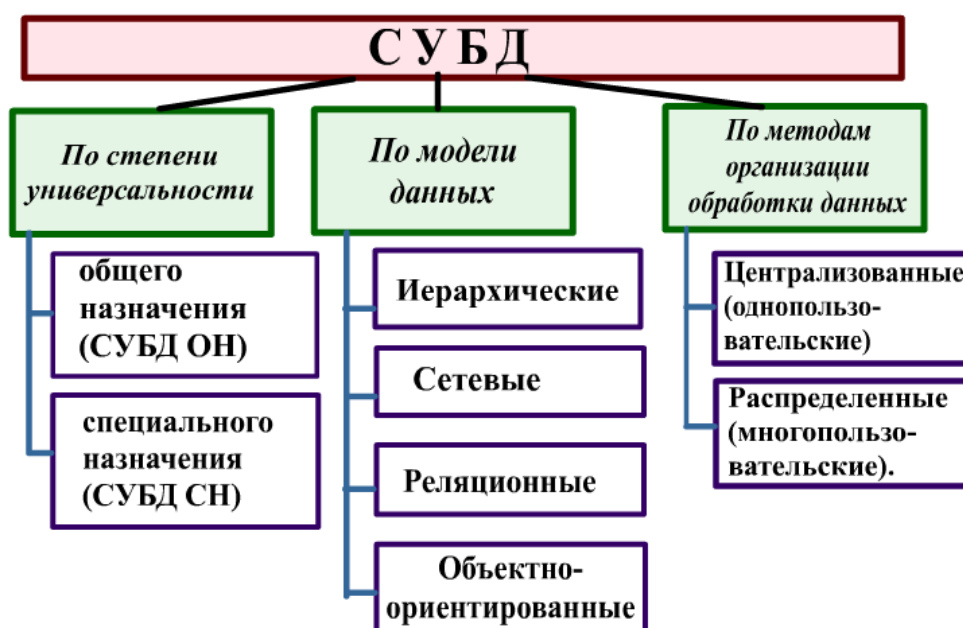 СУБД
По степени
универсальности
общего
назначения
(СУБД ОН)
специального
назначения
(СУБД СН)
По модели
данных
Иерархические
Сетевые
Реляционные
Объектно-
ориентированные
По методам
организации
обработки данных
Централизованные
(однопользо-
вательские)
Распределенные
(многопользо-
вательские).